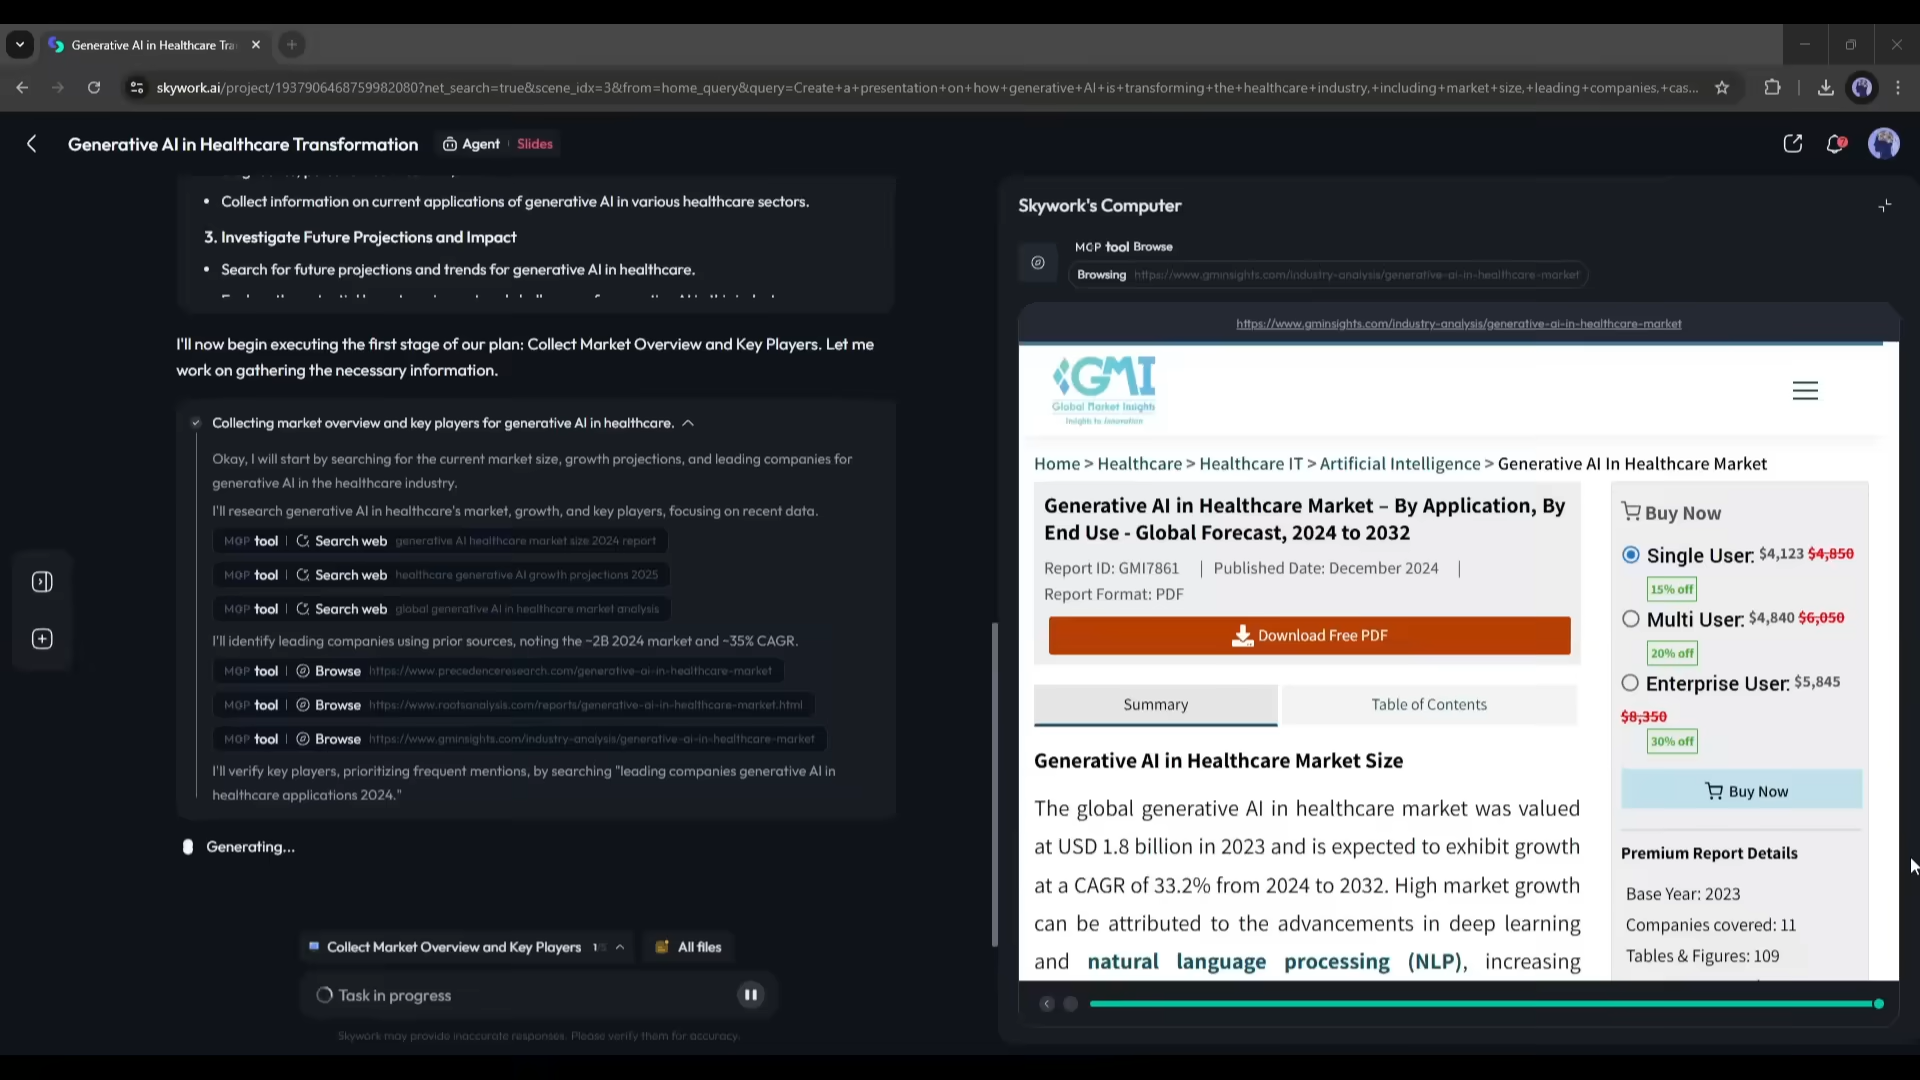 Generative AI in Healthcare Tra
skywork.ai/project/1937906468759982080?net_search=true&scene_idx=3&from=home_query&query=Create+a+presentation+on+how+generative+AI+is+transforming+the+healthcare+industry,+including+market+size,+leading+companies,+cas...
Generative AI in Healthcare Transformation
Agent
Slides
7
• Collect information on current applications of generative AI in various healthcare sectors.
3. Investigate Future Projections and Impact
• Search for future projections and trends for generative AI in healthcare.
I'll now begin executing the first stage of our plan: Collect Market Overview and Key Players. Let me
work on gathering the necessary information.
Collecting market overview and key players for generative AI in healthcare.
Okay, I will start by searching for the current market size, growth projections, and leading companies for
generative AI in the healthcare industry.
I'll research generative AI in healthcare's market, growth, and key players, focusing on recent data.
MCP tool | Search web generative AI healthcare market size 2024 report
MCP tool | Search web healthcare generative AI growth projections 2025
MCP tool | Search web global generative AI in healthcare market analysis
I'll identify leading companies using prior sources, noting the ~2B 2024 market and ~35% CAGR.
MCP tool | Browse https://www.precedenceresearch.com/generative-ai-in-healthcare-market
MCP tool | Browse https://www.rootsanalysis.com/reports/generative-ai-in-healthcare-market.html
MCP tool | Browse https://www.gminsights.com/industry-analysis/generative-ai-in-healthcare-market
I'll verify key players, prioritizing frequent mentions, by searching "leading companies generative AI in
healthcare applications 2024."
Generating...
Collect Market Overview and Key Players
All files
Task in progress
Skywork may provide inaccurate responses. Please verify them for accuracy.
Skywork's Computer
MCP tool Browse
Browsing https://www.gminsights.com/industry-analysis/generative-ai-in-healthcare-market
https://www.gminsights.com/industry-analysis/generative-ai-in-healthcare-market
GMI
Global Market Insights
Insights to Innovation
Home > Healthcare > Healthcare IT > Artificial Intelligence > Generative AI In Healthcare Market
Generative AI in Healthcare Market – By Application, By
End Use - Global Forecast, 2024 to 2032
Report ID: GMI7861 | Published Date: December 2024 |
Report Format: PDF
Download Free PDF
Summary
Table of Contents
Generative AI in Healthcare Market Size
The global generative AI in healthcare market was valued
at USD 1.8 billion in 2023 and is expected to exhibit growth
at a CAGR of 33.2% from 2024 to 2032. High market growth
can be attributed to the advancements in deep learning
and natural language processing (NLP), increasing
Buy Now
Single User: $4,123 $4,850
15% off
Multi User: $4,840 $6,050
20% off
Enterprise User: $5,845
$8,350
30% off
Buy Now
Premium Report Details
Base Year: 2023
Companies covered: 11
Tables & Figures: 109